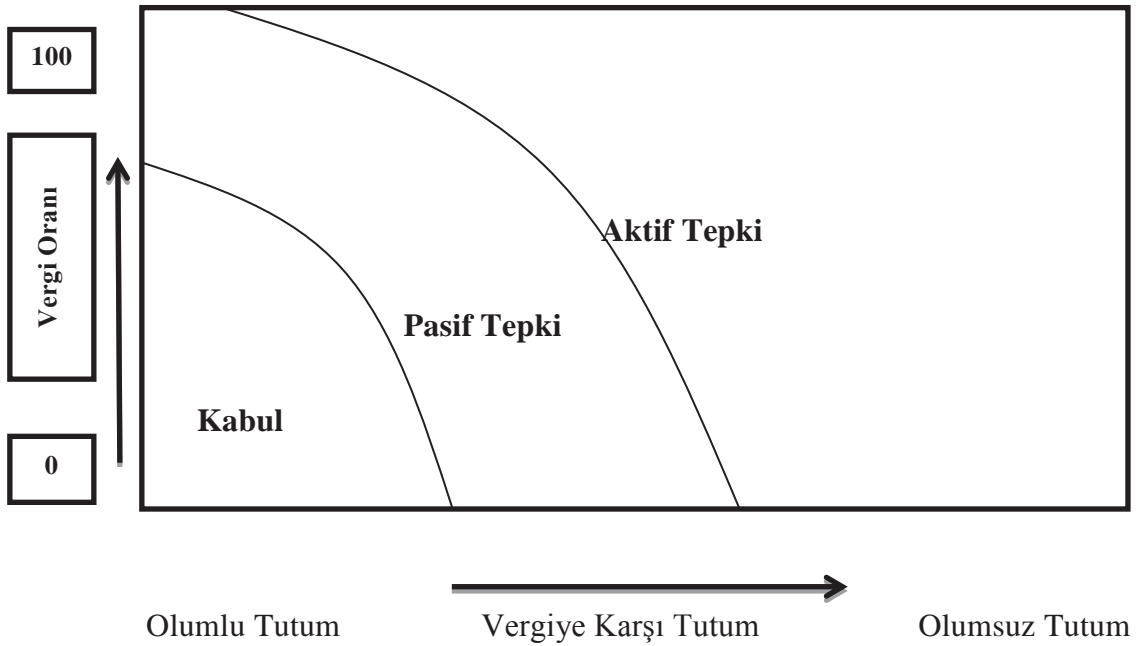 100
Vergi Oranı
0
Aktif Tepki
Pasif Tepki
Kabul
Olumlu Tutum
Vergiye Karşı Tutum
Olumsuz Tutum